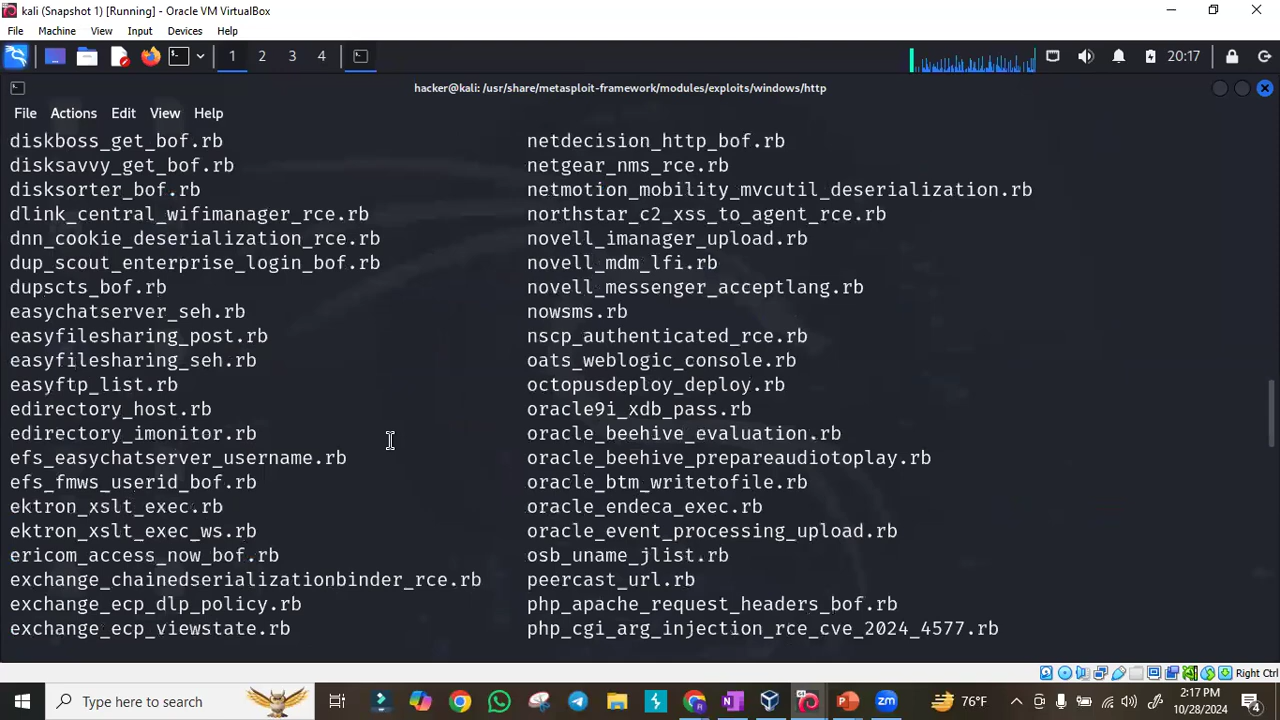 kali (Snapshot 1) [Running] - Oracle VM VirtualBox
File Machine View Input Devices Help
1 2 3 4 20:17
hacker@kali: /usr/share/metasploit-framework/modules/exploits/windows/http
File Actions Edit View Help
diskboss_get_bof.rb netdecision_http_bof.rb
disksavvy_get_bof.rb netgear_nms_rce.rb
disksorter_bof.rb netmotion_mobility_mvcutil_deserialization.rb
dlink_central_wifimanager_rce.rb northstar_c2_xss_to_agent_rce.rb
dnn_cookie_deserialization_rce.rb novell_imanager_upload.rb
dup_scout_enterprise_login_bof.rb novell_mdm_lfi.rb
dupscts_bof.rb novell_messenger_acceptlang.rb
easychatserver_seh.rb nowsms.rb
easyfilesharing_post.rb nscp_authenticated_rce.rb
easyfilesharing_seh.rb oats_weblogic_console.rb
easyftp_list.rb octopusdeploy_deploy.rb
edirectory_host.rb oracle9i_xdb_pass.rb
edirectory_imonitor.rb oracle_beehive_evaluation.rb
efs_easychatserver_username.rb oracle_beehive_prepareaudiotoplay.rb
efs_fmws_userid_bof.rb oracle_btm_writetofile.rb
ektron_xslt_exec.rb oracle_endeca_exec.rb
ektron_xslt_exec_ws.rb oracle_event_processing_upload.rb
ericom_access_now_bof.rb osb_uname_jlist.rb
exchange_chainedserializationbinder_rce.rb peercast_url.rb
exchange_ecp_dlp_policy.rb php_apache_request_headers_bof.rb
exchange_ecp_viewstate.rb php_cgi_arg_injection_rce_cve_2024_4577.rb
Right Ctrl
Type here to search
76°F
2:17 PM
10/28/2024
4